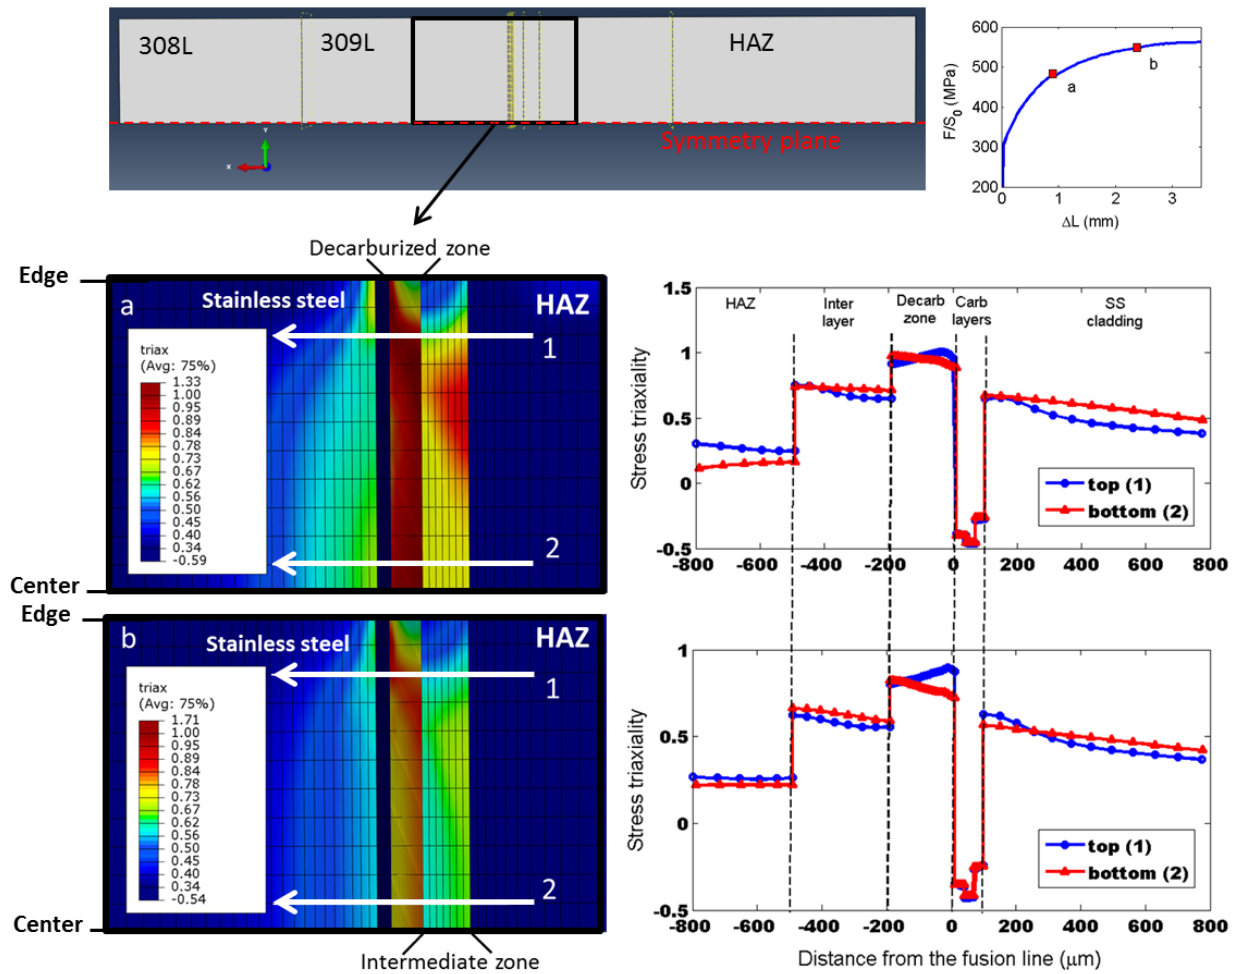 308L
309L
HAZ
Symmetry plane
Y
X
600
500
400
300
200
F/S0 (MPa)
a
b
0
1
2
3
ΔL (mm)
Decarburized zone
Edge
a
Stainless steel
HAZ
1
triax
(Avg: 75%)
1.33
1.00
0.95
0.89
0.84
0.78
0.73
0.67
0.62
0.56
0.51
0.45
0.40
0.34
-0.59
2
Center
Edge
b
Stainless steel
HAZ
1
triax
(Avg: 75%)
1.71
1.00
0.95
0.89
0.84
0.78
0.73
0.67
0.62
0.56
0.51
0.45
0.40
0.34
-0.54
2
Center
Intermediate zone
1.5
1
0.5
0
-0.5
Stress triaxiality
HAZ
Inter layer
Decarb zone
Carb layers
SS cladding
top (1)
bottom (2)
-800
-600
-400
-200
0
200
400
600
800
1
0.5
0
-0.5
Stress triaxiality
top (1)
bottom (2)
-800
-600
-400
-200
0
200
400
600
800
Distance from the fusion line (μm)